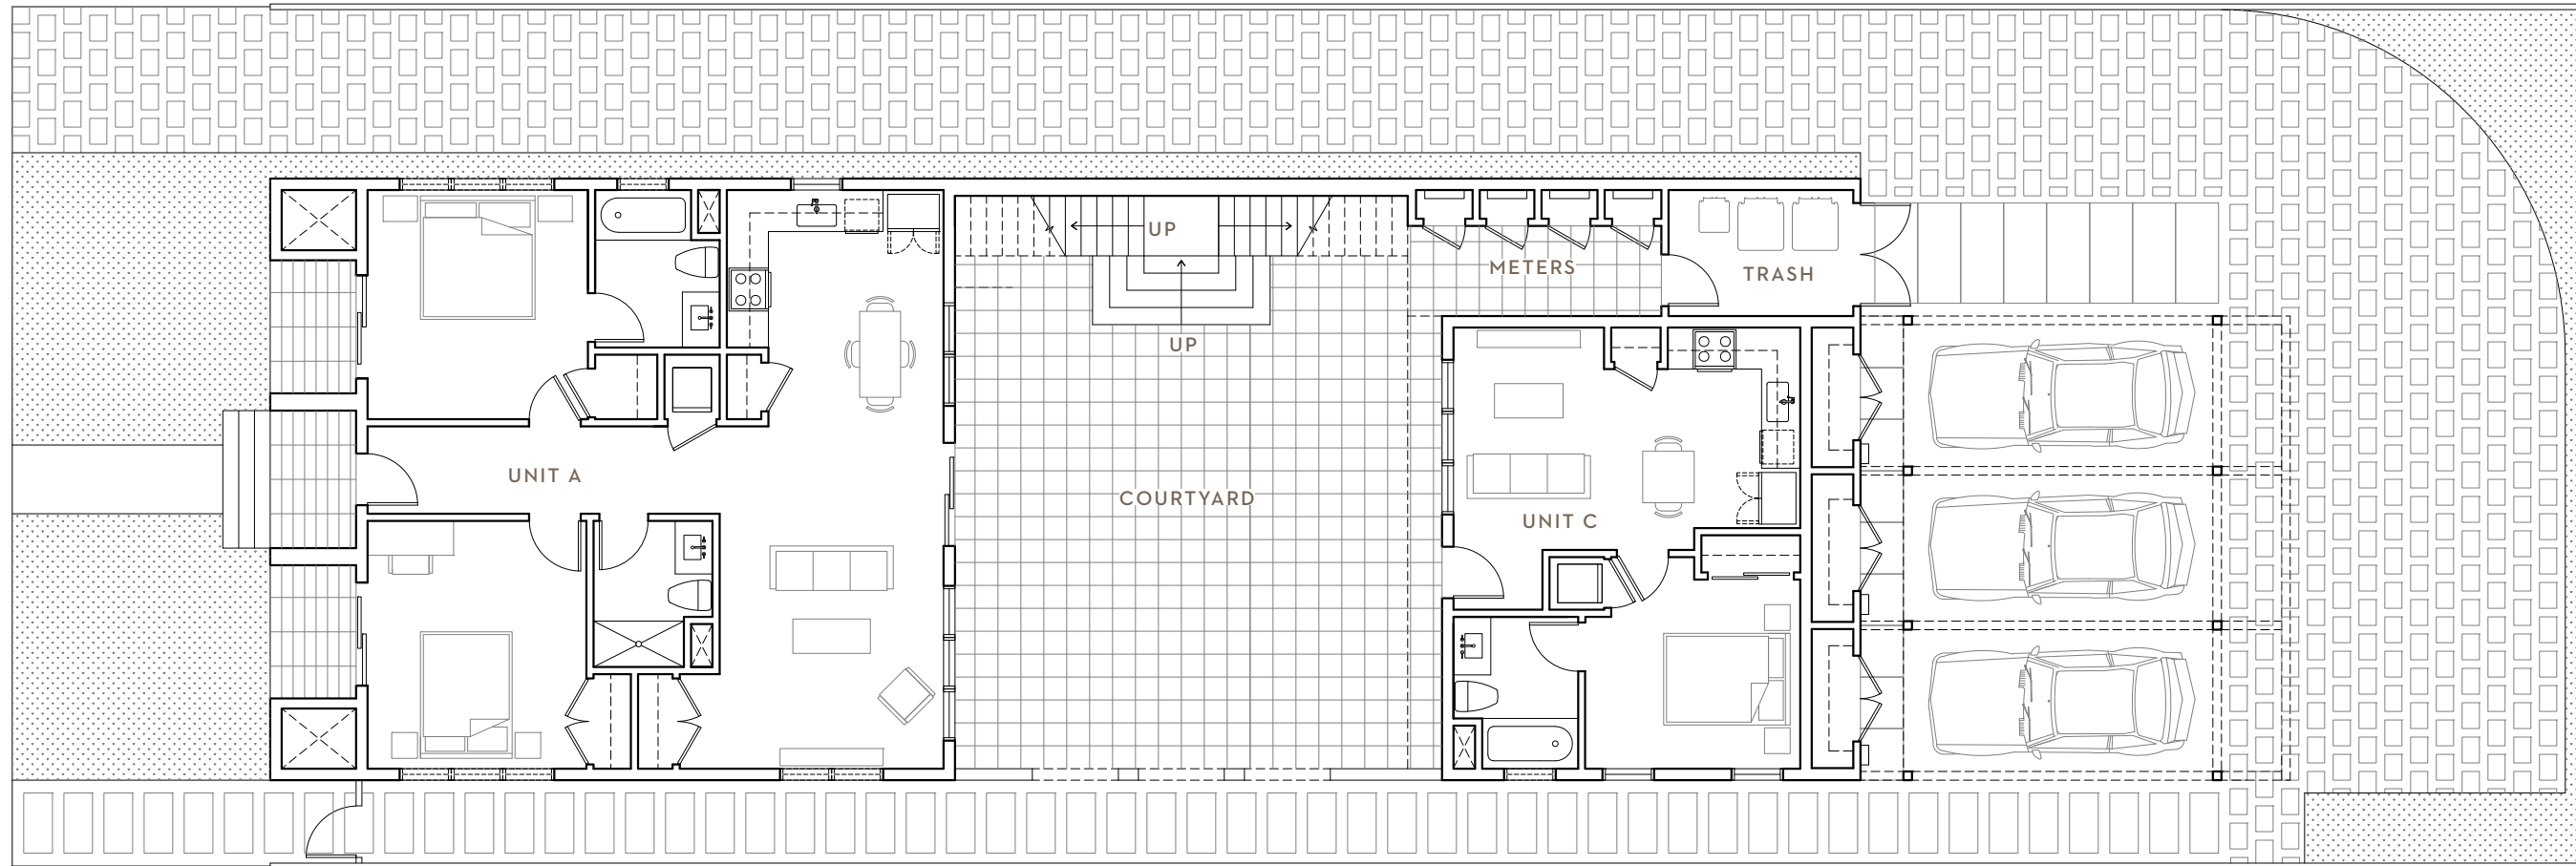 UP
METERS
TRASH
UP
UNIT A
COURTYARD
UNIT C